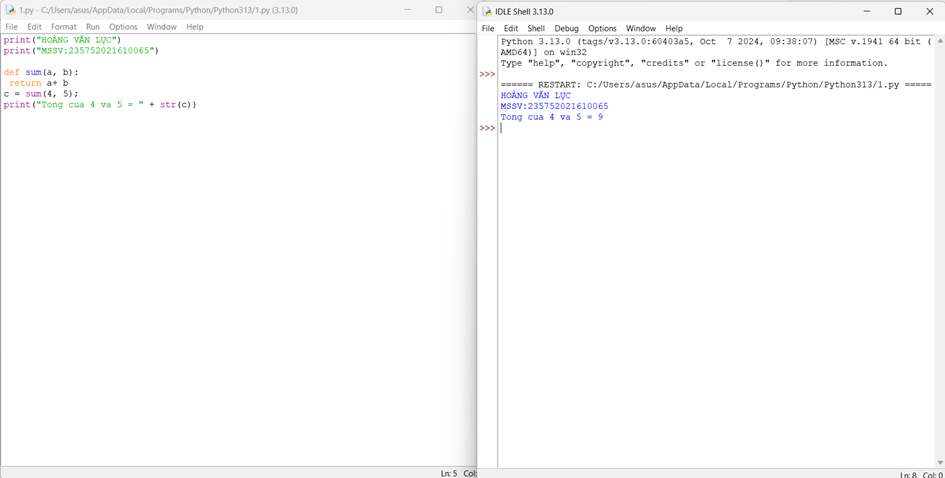 1.py - C:/Users/asus/AppData/Local/Programs/Python/Python313/1.py (3.13.0)
File Edit Format Run Options Window Help
print("HOÀNG VĂN LỰC")
print("MSSV:235752021610065")
def sum(a, b):
 return a+ b
c = sum(4, 5);
print("Tong cua 4 va 5 = " + str(c))
Ln: 5 Col:
IDLE Shell 3.13.0
File Edit Shell Debug Options Window Help
Python 3.13.0 (tags/v3.13.0:60403a5, Oct  7 2024, 09:38:07) [MSC v.1941 64 bit (
AMD64)] on win32
Type "help", "copyright", "credits" or "license()" for more information.
>>>
====== RESTART: C:/Users/asus/AppData/Local/Programs/Python/Python313/1.py =====
HOÀNG VĂN LỰC
MSSV:235752021610065
Tong cua 4 va 5 = 9
>>>
Ln: 8 Col: 0